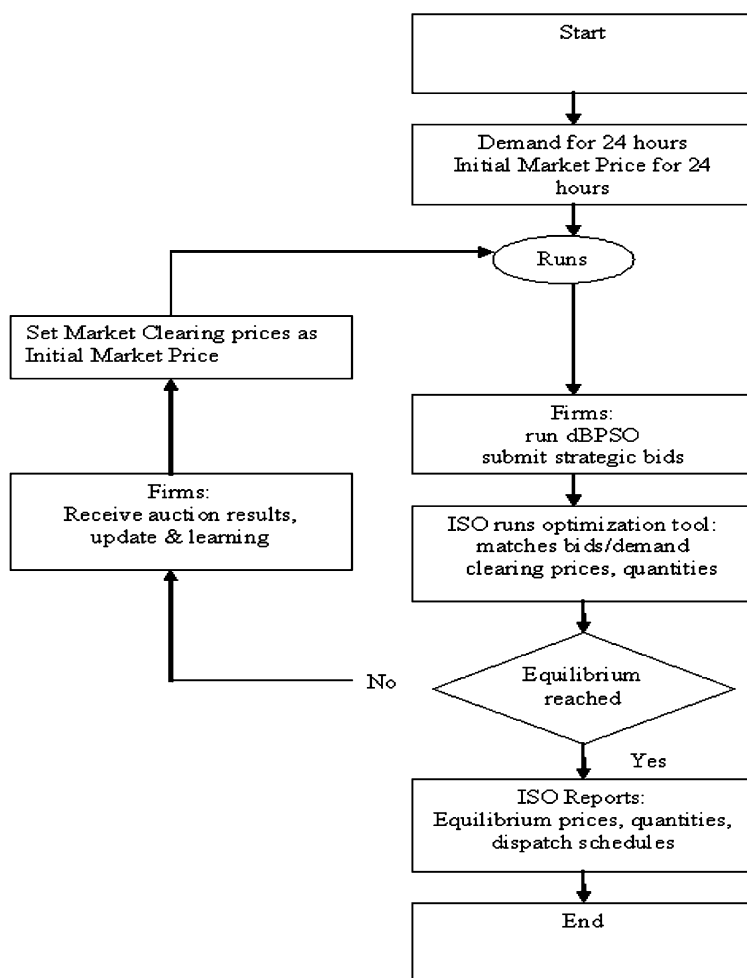 Start
Demand for 24 hours
Initial Market Price for 24
hours
Runs
Set Market Clearing prices as
Initial Market Price
Firms:
run dBPSO
submit strategic bids
Firms:
Receive auction results,
update & learning
ISO runs optimization tool:
matches bids/demand
clearing prices, quantities
Equilibrium
reached
No
Yes
ISO Reports:
Equilibrium prices, quantities,
dispatch schedules
End